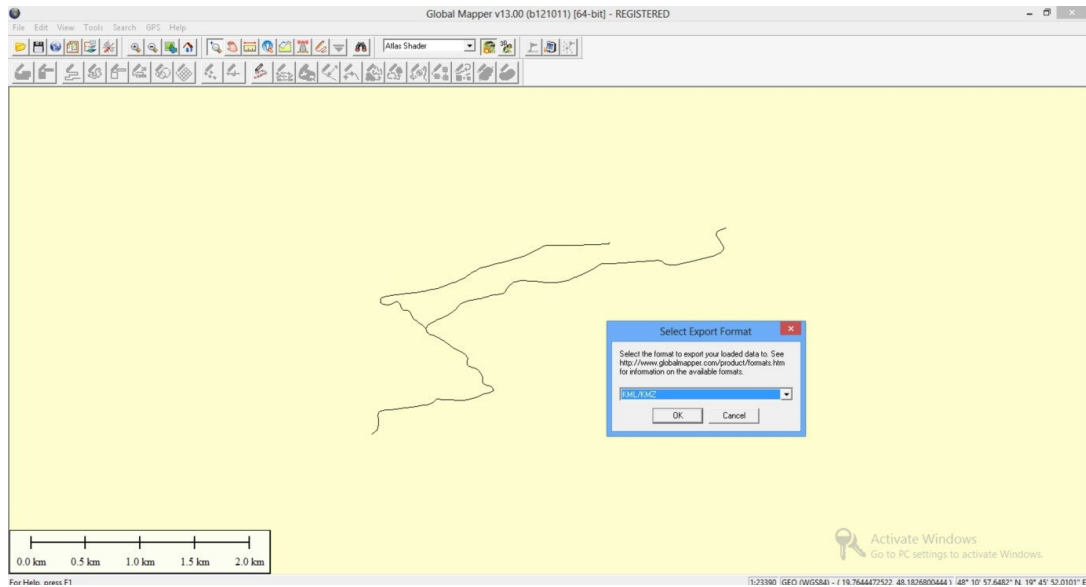 Global Mapper v13.00 (b121011) [64-bit] - REGISTERED
File Edit View Tools Search GPS Help
Atlas Shader
Select Export Format
Select the format to export your loaded data to. See
http://www.globalmapper.com/product/formats.htm
for information on the available formats.
KML/KMZ
OK Cancel
0.0 km 0.5 km 1.0 km 1.5 km 2.0 km
Activate Windows
Go to PC settings to activate Windows.
For Help, press F1
1:23390 GEO (WGS84) - ( 19.7644472522, 48.1826800444 ) 48° 10' 57.6482" N, 19° 45' 52.0101" E